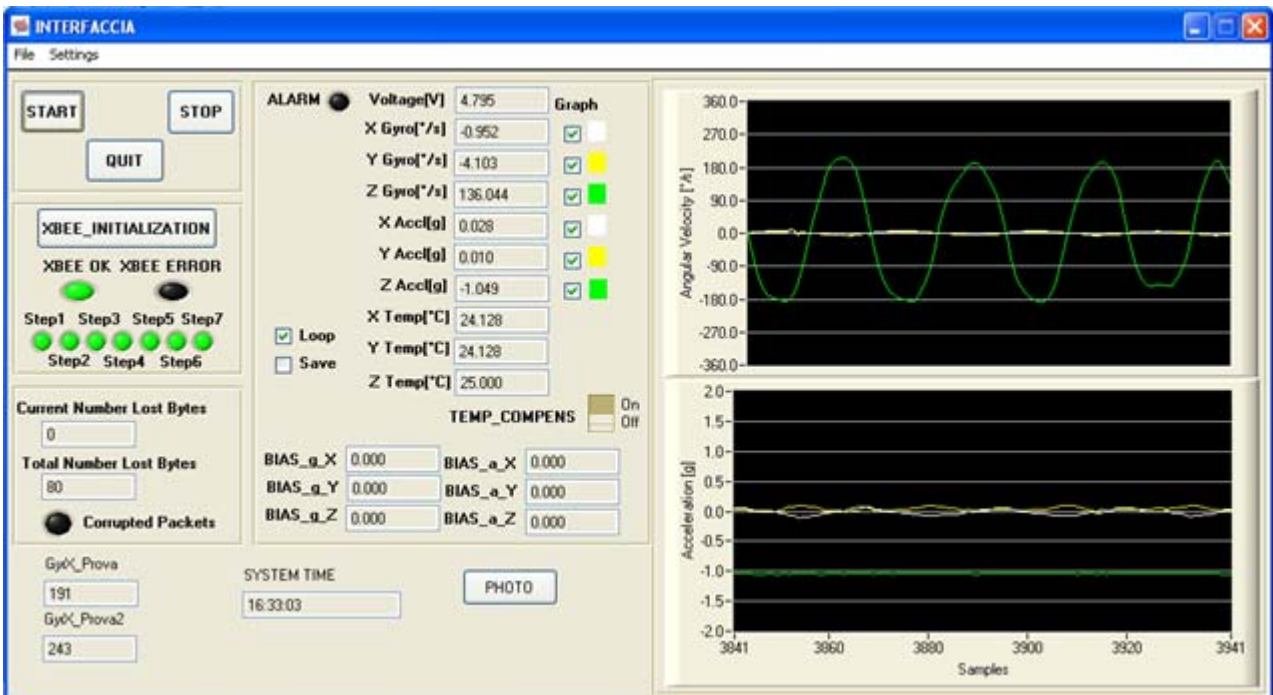 INTERFACCIA
File Settings
START STOP
QUIT
XBEE_INITIALIZATION
XBEE OK XBEE ERROR
Step1 Step3 Step5 Step7
Step2 Step4 Step6
Current Number Lost Bytes
0
Total Number Lost Bytes
80
Corrupted Packets
GyrX_Prova
191
GyrX_Prova2
243
ALARM Voltage[V] 4.795 Graph
X Gyro[°/s] -0.952
Y Gyro[°/s] -4.103
Z Gyro[°/s] 136.044
X Accl[g] 0.028
Y Accl[g] 0.010
Z Accl[g] -1.049
X Temp[°C] 24.128
Loop
Y Temp[°C] 24.128
Save
Z Temp[°C] 25.000
TEMP_COMPENS On
Off
BIAS_g_X 0.000 BIAS_a_X 0.000
BIAS_g_Y 0.000 BIAS_a_Y 0.000
BIAS_g_Z 0.000 BIAS_a_Z 0.000
SYSTEM TIME
16:33:03
PHOTO
Angular Velocity [°/s]
360.0
270.0
180.0
90.0
0.0
-90.0
-180.0
-270.0
-360.0
Acceleration [g]
2.0
1.5
1.0
0.5
0.0
-0.5
-1.0
-1.5
-2.0
3841 3860 3880 3900 3920 3941
Samples